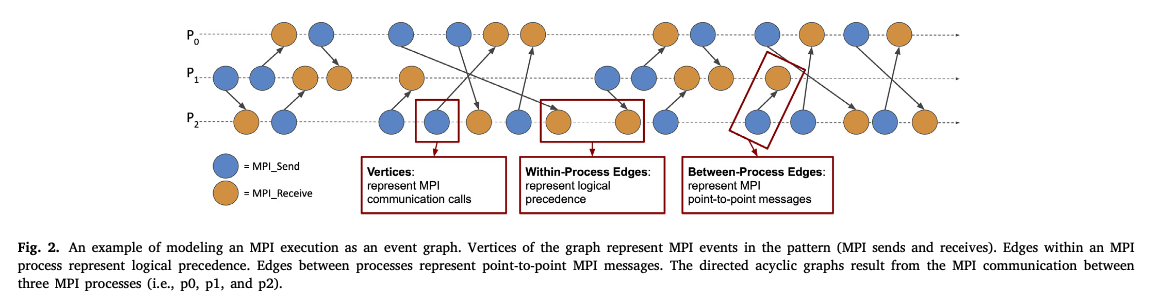 P0
P1
P2
= MPI_Send
= MPI_Receive
Vertices:
represent MPI
communication calls
Within-Process Edges:
represent logical
precedence
Between-Process Edges:
represent MPI
point-to-point messages
Fig. 2. An example of modeling an MPI execution as an event graph. Vertices of the graph represent MPI events in the pattern (MPI sends and receives). Edges within an MPI
process represent logical precedence. Edges between processes represent point-to-point MPI messages. The directed acyclic graphs result from the MPI communication between
three MPI processes (i.e., p0, p1, and p2).